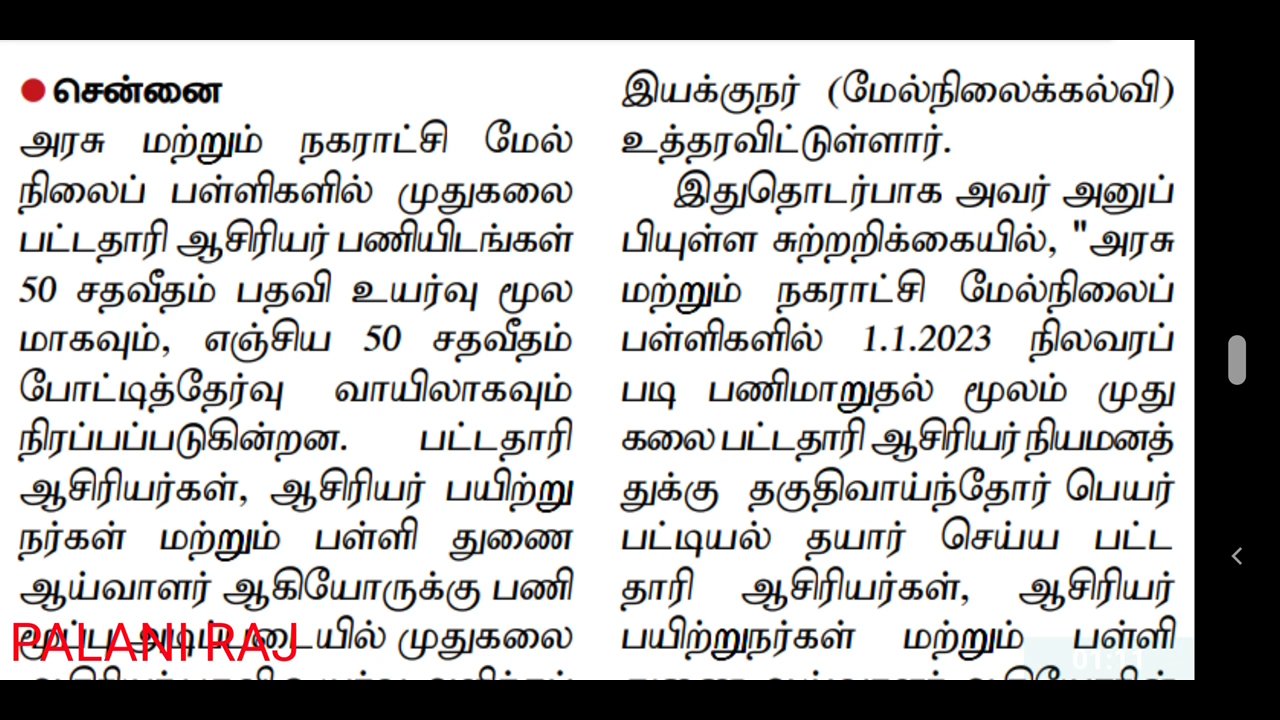 சென்னை
அரசு மற்றும் நகராட்சி மேல்
நிலைப் பள்ளிகளில் முதுகலை
பட்டதாரி ஆசிரியர் பணியிடங்கள்
50 சதவீதம் பதவி உயர்வு மூல
மாகவும், எஞ்சிய 50 சதவீதம்
போட்டித்தேர்வு வாயிலாகவும்
நிரப்பப்படுகின்றன. பட்டதாரி
ஆசிரியர்கள், ஆசிரியர் பயிற்று
நர்கள் மற்றும் பள்ளி துணை
ஆய்வாளர் ஆகியோருக்கு பணி
மூப்பு அடிப்படையில் முதுகலை
இயக்குநர் (மேல்நிலைக்கல்வி)
உத்தரவிட்டுள்ளார்.
இதுதொடர்பாக அவர் அனுப்
பியுள்ள சுற்றறிக்கையில், "அரசு
மற்றும் நகராட்சி மேல்நிலைப்
பள்ளிகளில் 1.1.2023 நிலவரப்
படி பணிமாறுதல் மூலம் முது
கலை பட்டதாரி ஆசிரியர் நியமனத்
துக்கு தகுதிவாய்ந்தோர் பெயர்
பட்டியல் தயார் செய்ய பட்ட
தாரி ஆசிரியர்கள், ஆசிரியர்
பயிற்றுநர்கள் மற்றும் பள்ளி
PALANI RAJ